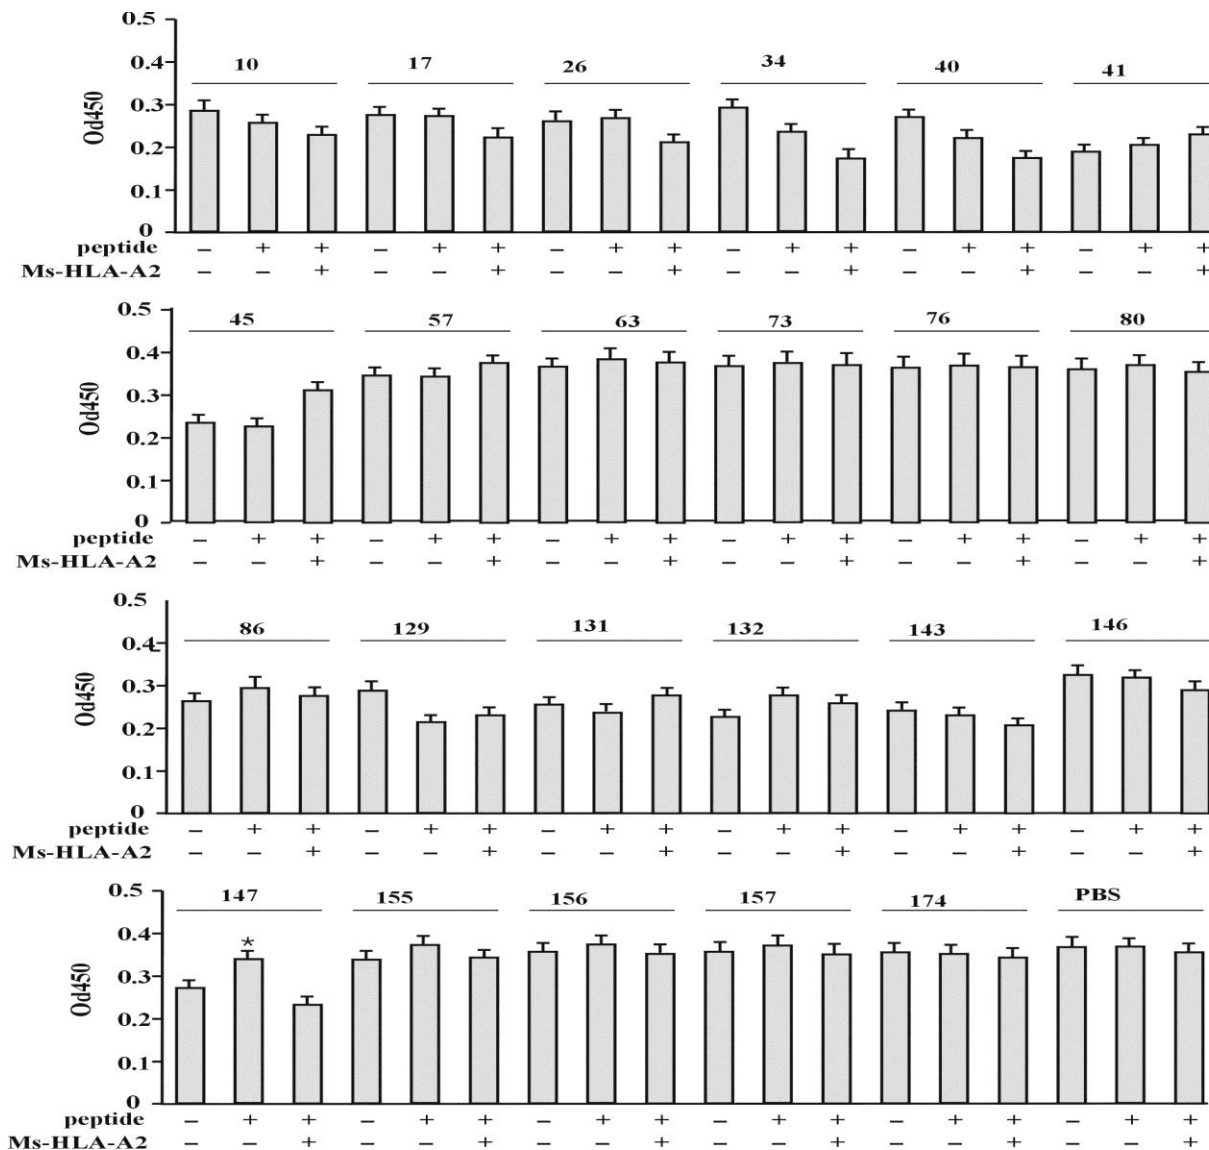 0.5
0.4
0.3
0.2
0.1
0
Od450
10 17 26 34 40 41
peptide − + + − + + − + + − + + − + + − + +
Ms-HLA-A2 − − + − − + − − + − − + − − + − − +
0.5
0.4
0.3
0.2
0.1
0
Od450
45 57 63 73 76 80
peptide − + + − + + − + + − + + − + + − + +
Ms-HLA-A2 − − + − − + − − + − − + − − + − − +
0.5
0.4
0.3
0.2
0.1
0
Od450
86 129 131 132 143 146
peptide − + + − + + − + + − + + − + + − + +
Ms-HLA-A2 − − + − − + − − + − − + − − + − − +
0.5
0.4
0.3
0.2
0.1
0
Od450
147 155 156 157 174 PBS
*
peptide − + + − + + − + + − + + − + + − + +
Ms-HLA-A2 − − + − − + − − + − − + − − + − − +